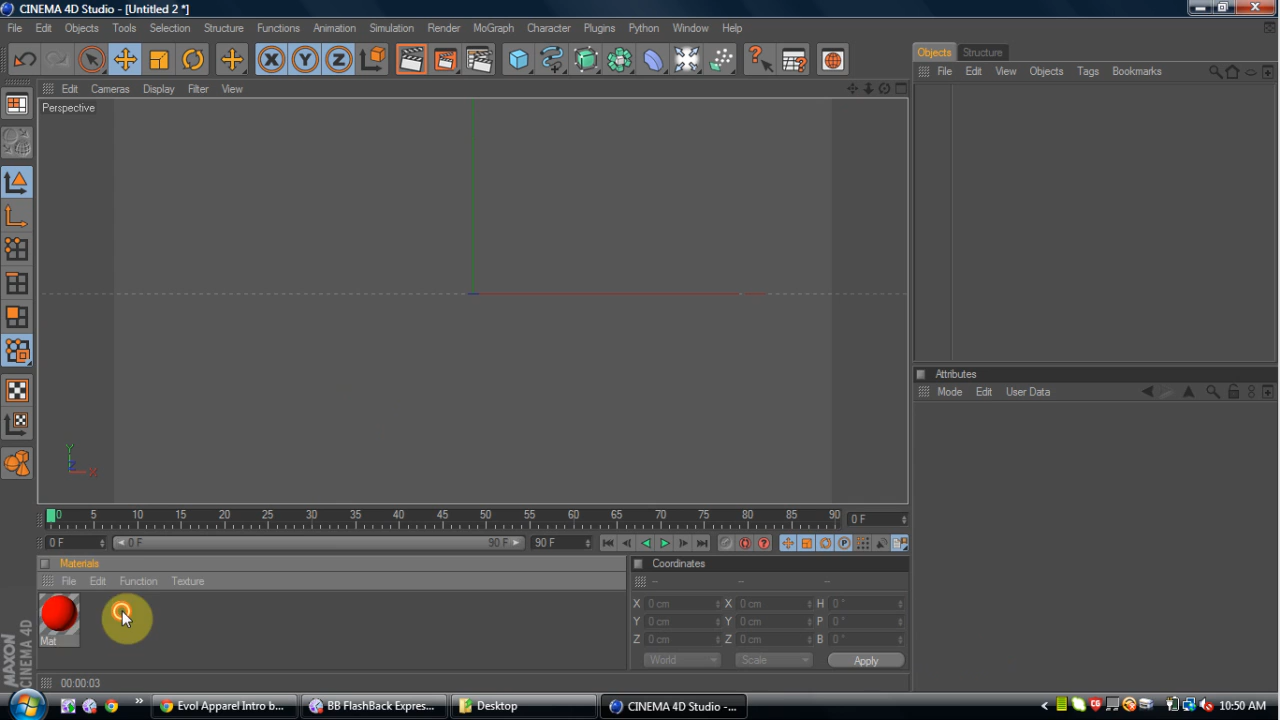 CINEMA 4D Studio - [Untitled 2 *]
File Edit Objects Tools Selection Structure Functions Animation Simulation Render MoGraph Character Plugins Python Window Help
X Y Z
Objects Structure
File Edit View Objects Tags Bookmarks
Edit Cameras Display Filter View
Perspective
Attributes
Mode Edit User Data
Y
Z X
0 5 10 15 20 25 30 35 40 45 50 55 60 65 70 75 80 85 90 0 F
0 F 0 F 90 F 90 F
Materials
File Edit Function Texture
Mat
Coordinates
-- -- --
X 0 cm X 0 cm H 0 °
Y 0 cm Y 0 cm P 0 °
Z 0 cm Z 0 cm B 0 °
World Scale Apply
MAXON
CINEMA 4D
00:00:03
Evol Apparel Intro b... BB FlashBack Expres... Desktop CINEMA 4D Studio -... 10:50 AM